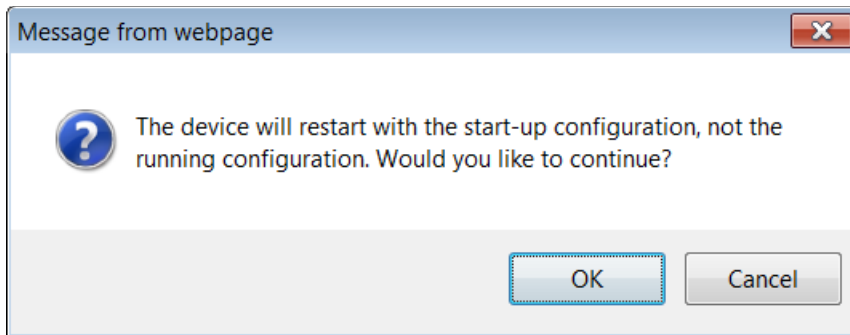 Message from webpage
The device will restart with the start-up configuration, not the
running configuration. Would you like to continue?
OK
Cancel